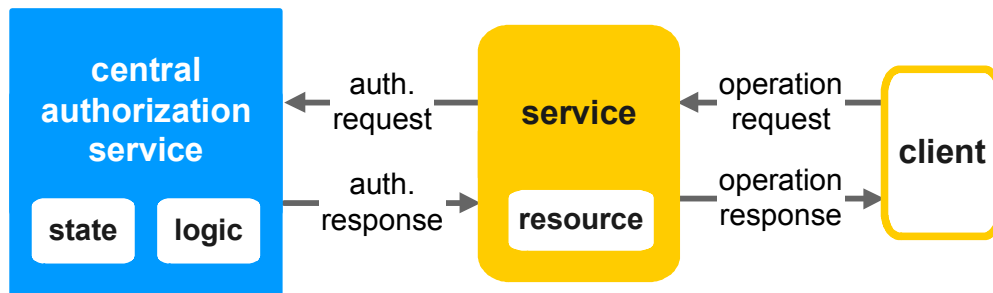 central
authorization
service
state
logic
auth.
request
auth.
response
service
resource
operation
request
operation
response
client